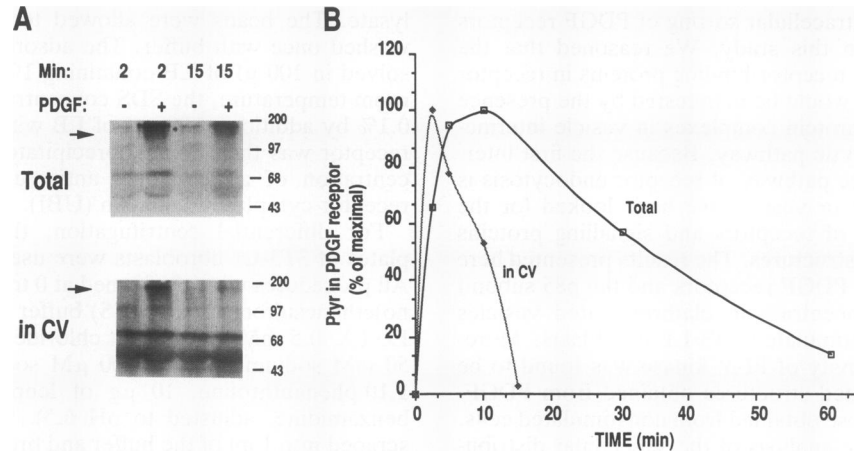 A
Min: 2 2 15 15
PDGF: - + - +
200
97
68
43
Total
200
97
68
43
in CV
B
Ptyr in PDGF receptor
(% of maximal)
120
100
80
60
40
20
0
Total
in CV
0 10 20 30 40 50 60
TIME (min)